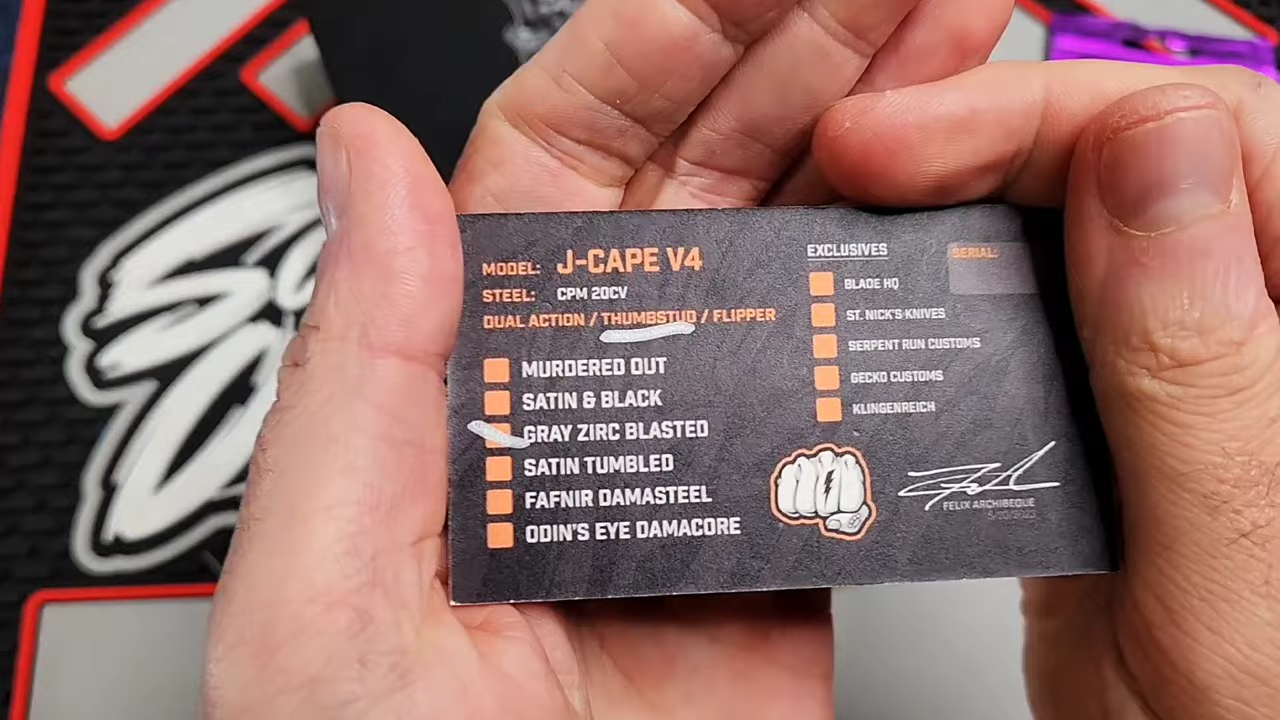 MODEL: J-CAPE V4
STEEL: CPM 20CV
DUAL ACTION / THUMBSTUD / FLIPPER
MURDERED OUT
SATIN & BLACK
GRAY ZIRC BLASTED
SATIN TUMBLED
FAFNIR DAMASTEEL
ODIN'S EYE DAMACORE
EXCLUSIVES
BLADE HQ
ST. NICK'S KNIVES
SERPENT RUN CUSTOMS
GECKO CUSTOMS
KLINGENREICH
SERIAL:
FELIX ARCHIBEQUE